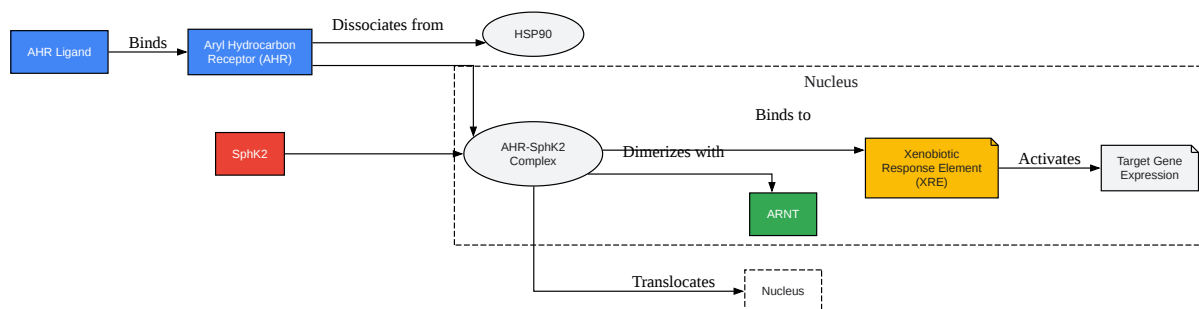 Dissociates from
HSP90
AHR Ligand
Binds
Aryl Hydrocarbon
Receptor (AHR)
Nucleus
Binds to
SphK2
AHR-SphK2
Complex
Dimerizes with
Xenobiotic
Response Element
(XRE)
Activates
Target Gene
Expression
ARNT
Translocates
Nucleus